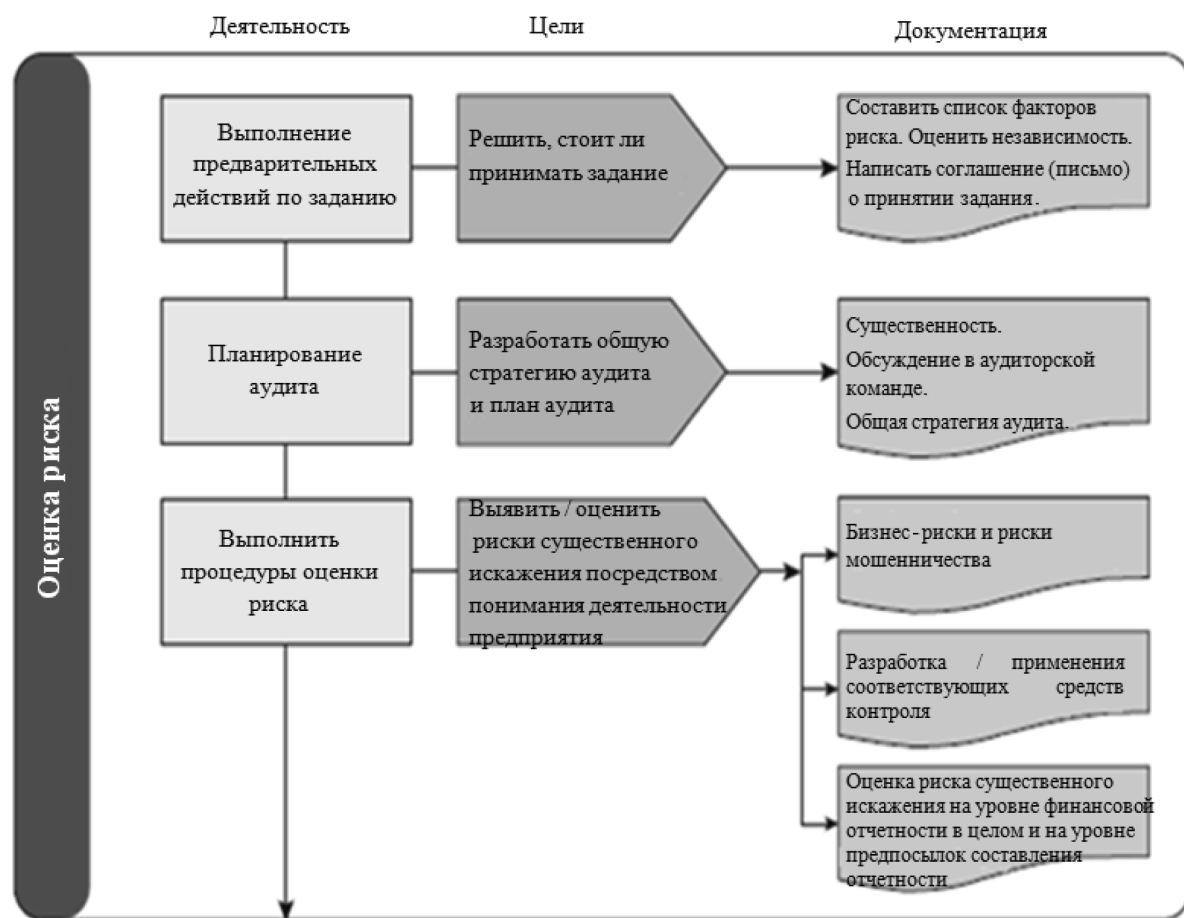 Деятельность
Цели
Документация
Оценка риска
Выполнение
предварительных
действий по заданию
Решить, стоит ли
принимать задание
Составить список факторов
риска. Оценить независимость.
Написать соглашение (письмо)
о принятии задания.
Планирование
аудита
Разработать общую
стратегию аудита
и план аудита
Существенность.
Обсуждение в аудиторской
команде.
Общая стратегия аудита.
Выполнить
процедуры оценки
риска
Выявить / оценить
риски существенного
искажения посредством
понимания деятельности
предприятия
Бизнес-риски и риски
мошенничества
Разработка / применения
соответствующих средств
контроля
Оценка риска существенного
искажения на уровне финансовой
отчетности в целом и на уровне
предпосылок составления
отчетности